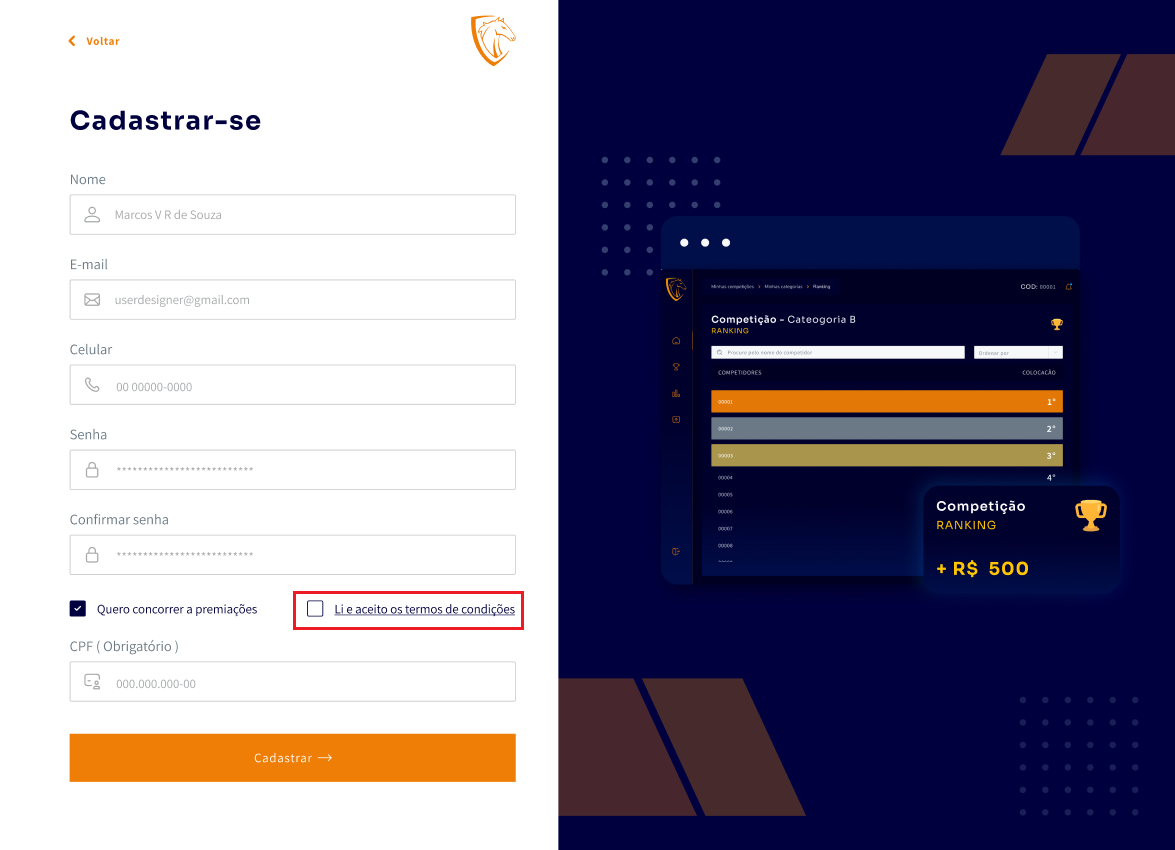 Voltar
Cadastrar-se
Nome
Marcos V R de Souza
E-mail
userdesigner@gmail.com
Celular
00 00000-0000
Senha
**************************
Confirmar senha
**************************
Quero concorrer a premiações
Li e aceito os termos de condições
CPF ( Obrigatório )
000.000.000-00
Cadastrar →
Minhas competições > Minhas categorias > Ranking
COD: 00001
Competição - Cateogoria B
RANKING
Procure pelo nome do competidor
Ordenar por
COMPETIDORES COLOCACÃO
00001 1°
00002 2°
00003 3°
00004 4°
00005
00006
00007
00008
Competição
RANKING
+ R$ 500